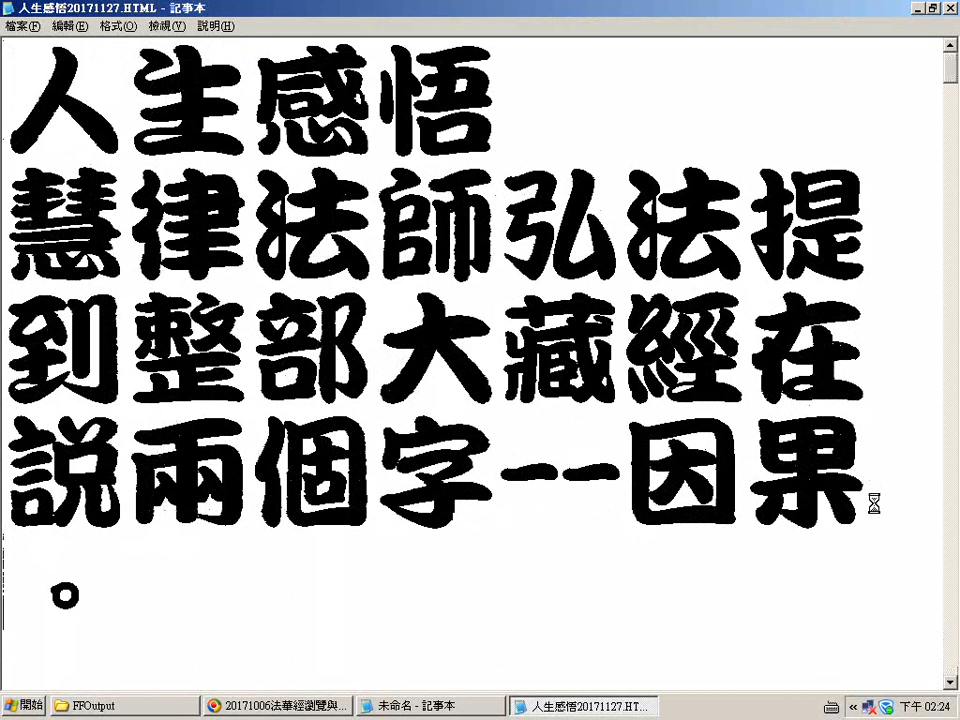 人生感悟20171127.HTML - 記事本
檔案(F) 編輯(E) 格式(O) 檢視(V) 說明(H)
人生感悟
慧律法師弘法提
到整部大藏經在
說兩個字--因果
。
開始 FFOutput 20171006法華經瀏覽與... 未命名 - 記事本 人生感悟20171127.HT... « 下午 02:24